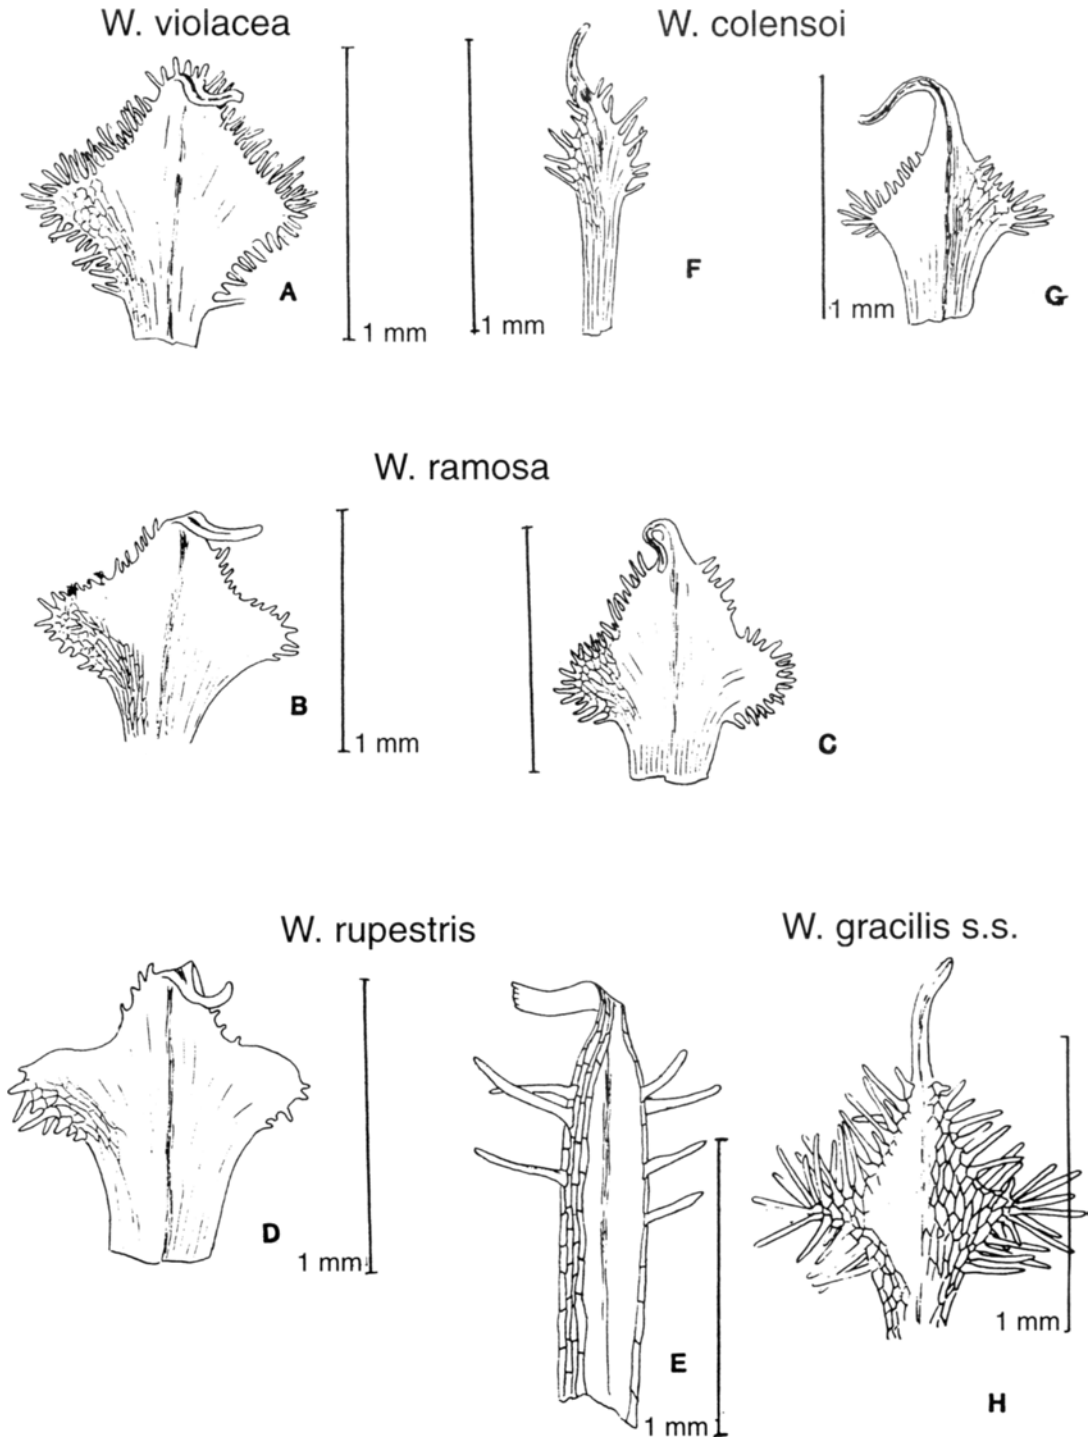 W. violacea
W. colensoi
A
1 mm
1 mm
F
1 mm
G
W. ramosa
B
1 mm
C
W. rupestris
W. gracilis s.s.
D
1 mm
E
1 mm
1 mm
H